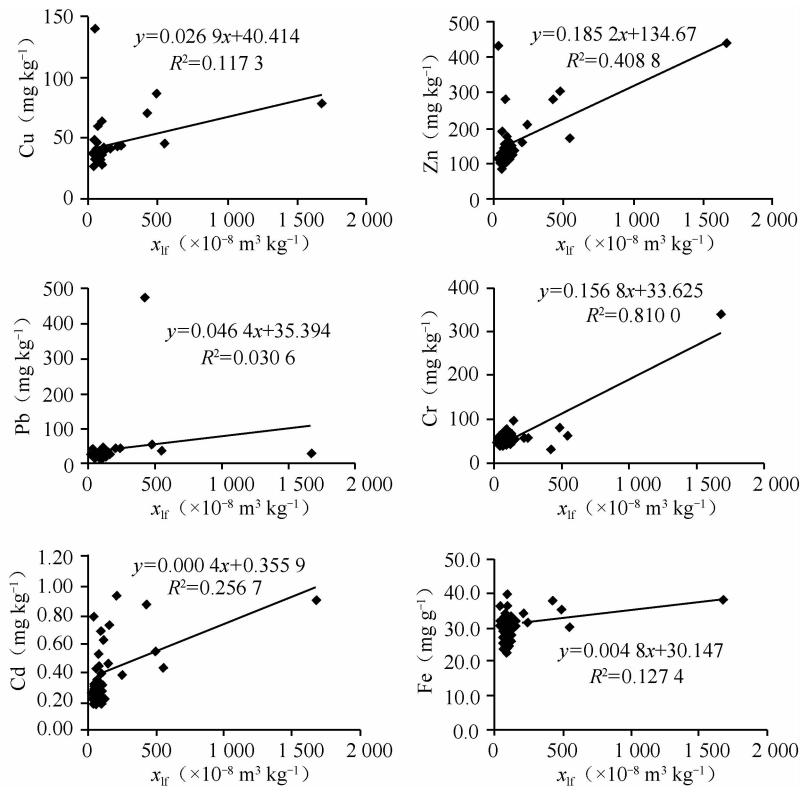 150
100
50
0
Cu（mg kg⁻¹）
y=0.026 9x+40.414
R²=0.117 3
0 500 1 000 1 500 2 000
xlf（×10⁻⁸ m³ kg⁻¹）
500
400
300
200
100
0
Zn（mg kg⁻¹）
y=0.185 2x+134.67
R²=0.408 8
0 500 1 000 1 500 2 000
xlf（×10⁻⁸ m³ kg⁻¹）
500
400
300
200
100
0
Pb（mg kg⁻¹）
y=0.046 4x+35.394
R²=0.030 6
0 500 1 000 1 500 2 000
xlf（×10⁻⁸ m³ kg⁻¹）
400
300
200
100
0
Cr（mg kg⁻¹）
y=0.156 8x+33.625
R²=0.810 0
0 500 1 000 1 500 2 000
xlf（×10⁻⁸ m³ kg⁻¹）
1.20
1.00
0.80
0.60
0.40
0.20
0.00
Cd（mg kg⁻¹）
y=0.000 4x+0.355 9
R²=0.256 7
0 500 1 000 1 500 2 000
xlf（×10⁻⁸ m³ kg⁻¹）
50.0
40.0
30.0
20.0
10.0
0.0
Fe（mg g⁻¹）
y=0.004 8x+30.147
R²=0.127 4
0 500 1 000 1 500 2 000
xlf（×10⁻⁸ m³ kg⁻¹）